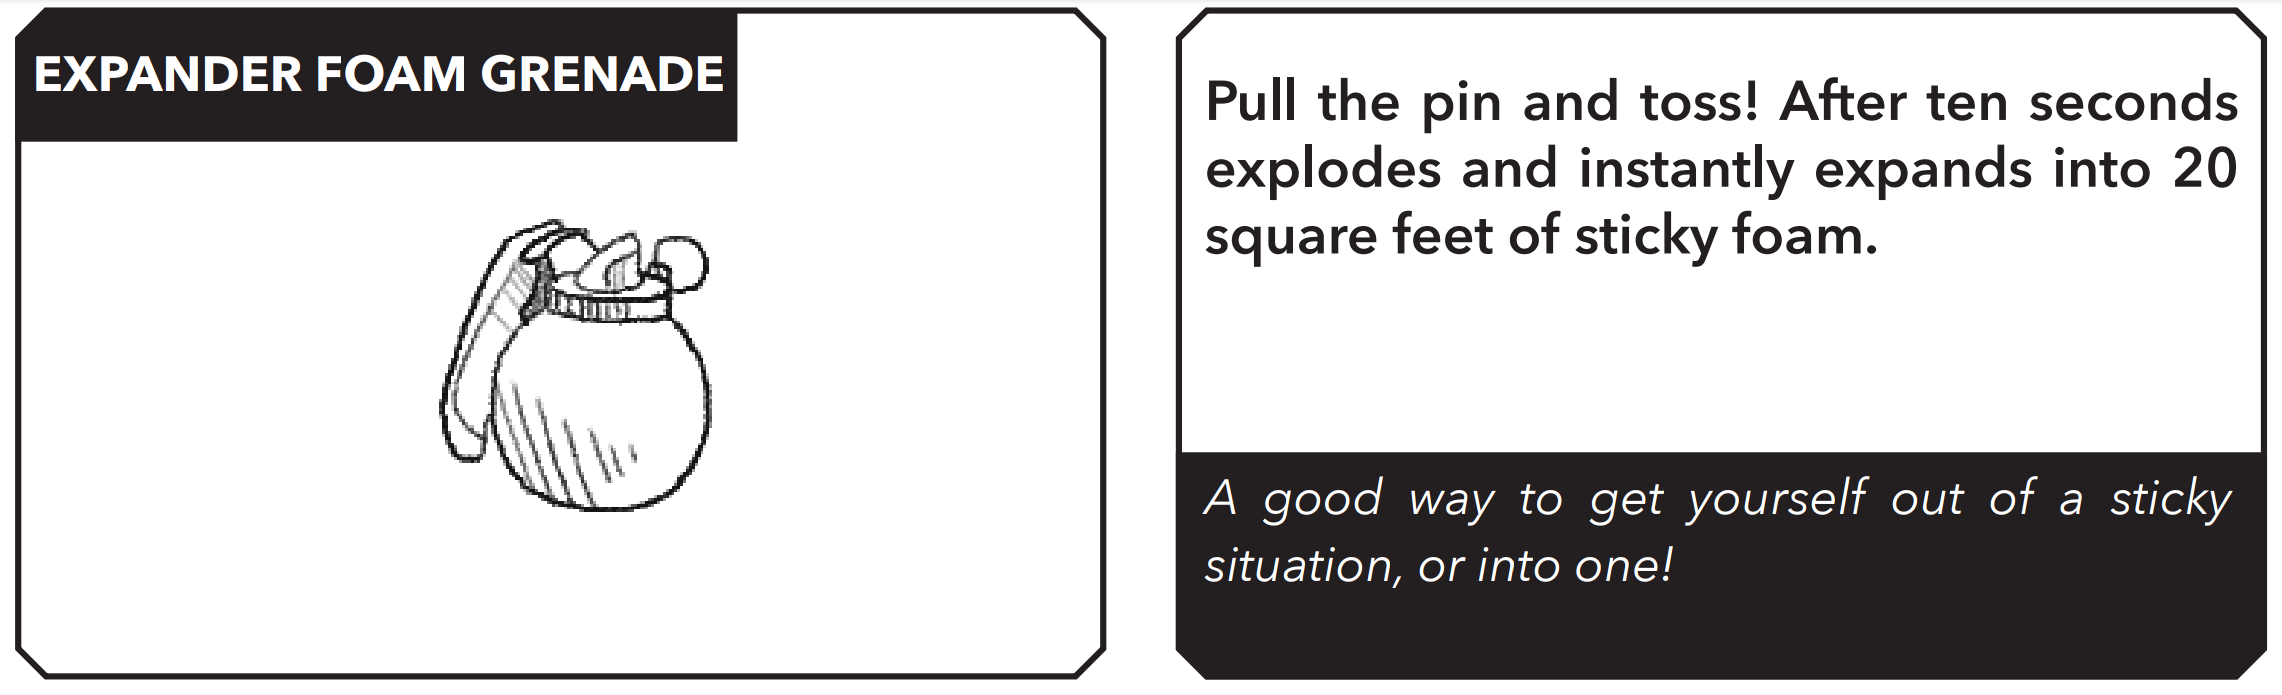 EXPANDER FOAM GRENADE
Pull the pin and toss! After ten seconds
explodes and instantly expands into 20
square feet of sticky foam.
A good way to get yourself out of a sticky
situation, or into one!